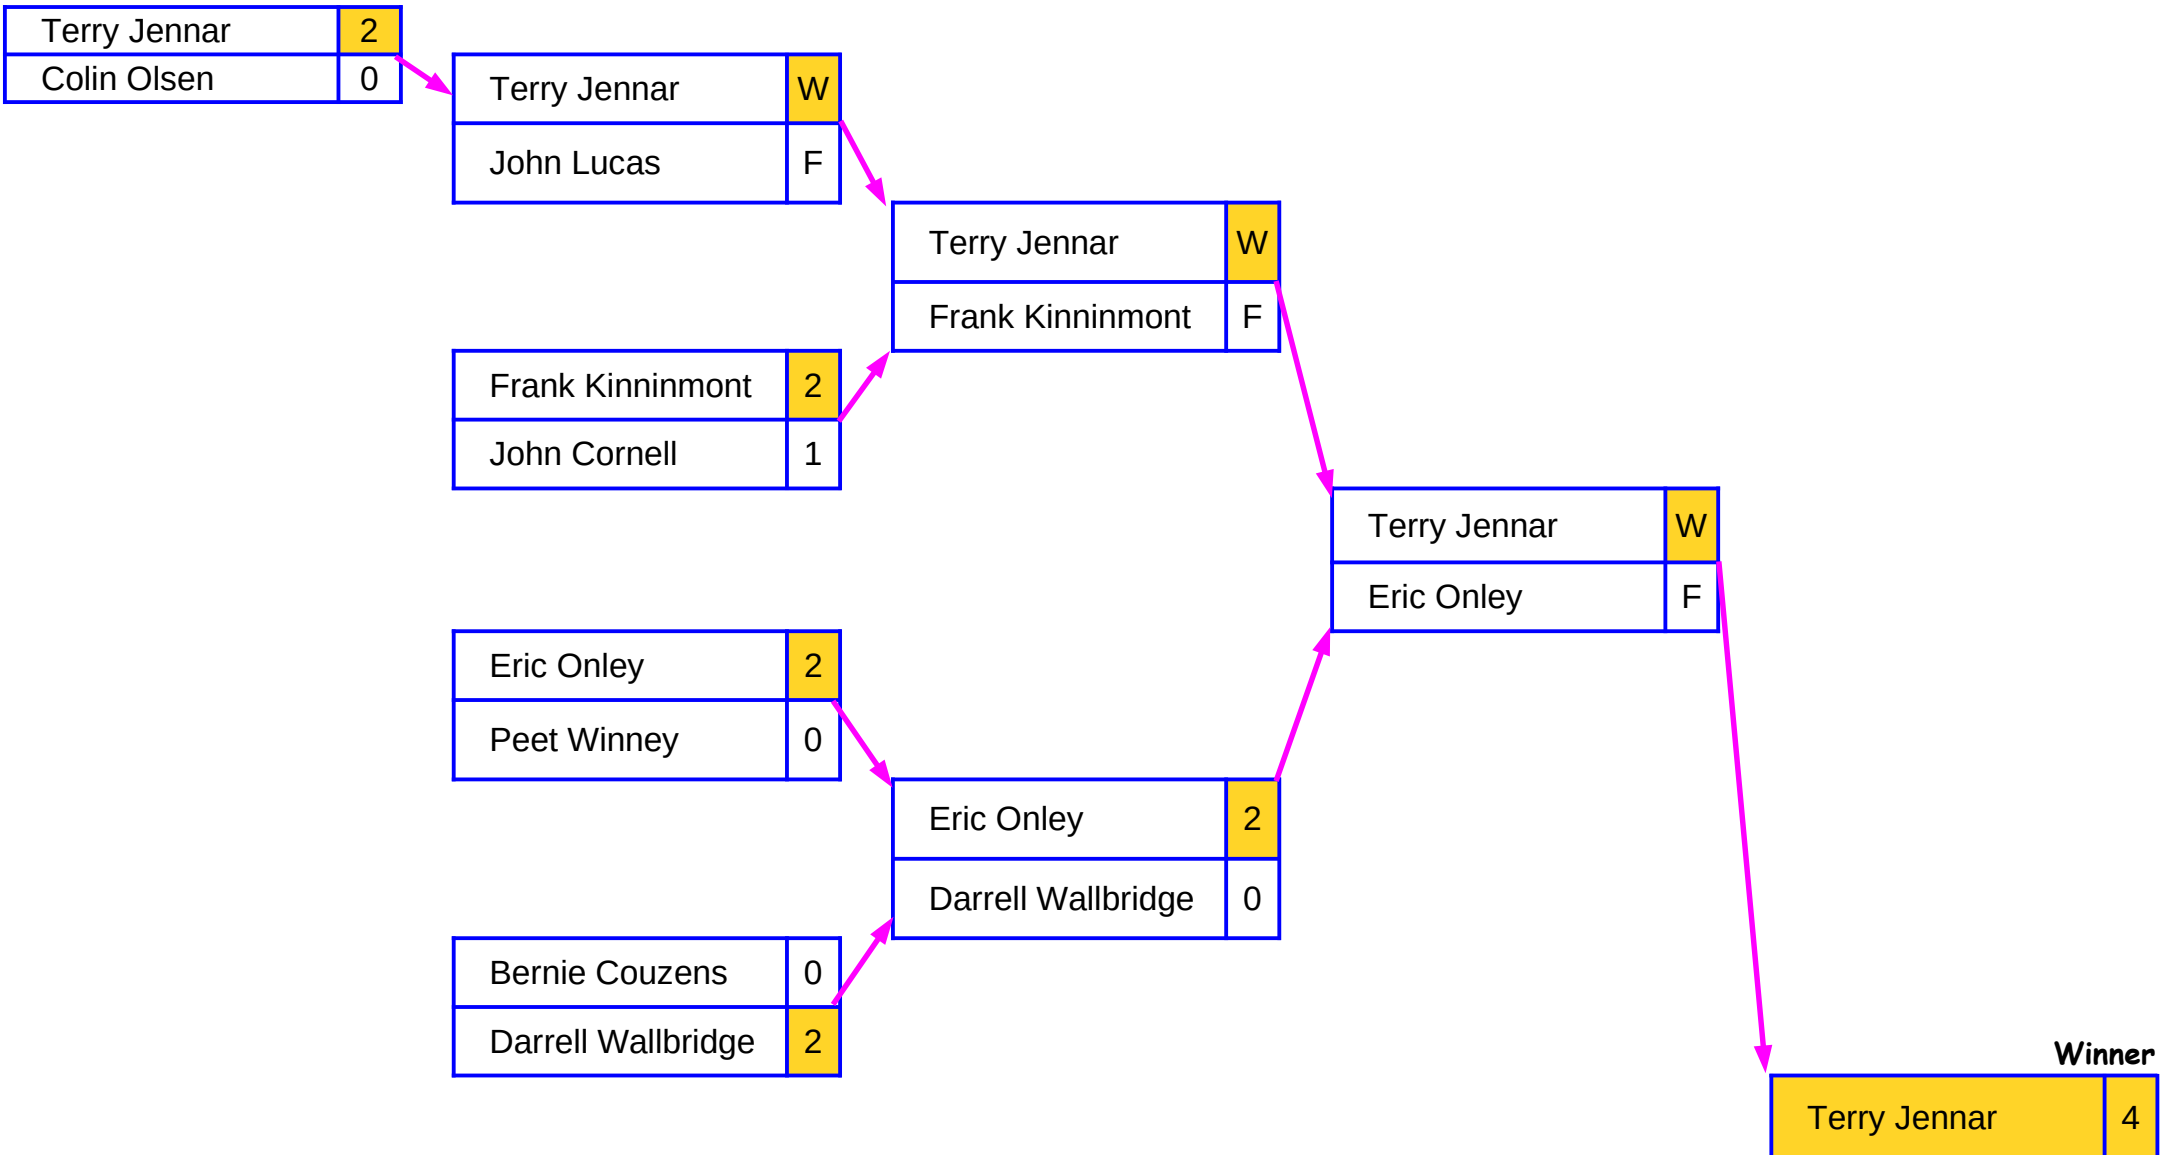 Terry Jennar 2
Colin Olsen 0
Terry Jennar W
John Lucas F
Terry Jennar W
Frank Kinninmont F
Frank Kinninmont 2
John Cornell 1
Terry Jennar W
Eric Onley F
Eric Onley 2
Peet Winney 0
Eric Onley 2
Darrell Wallbridge 0
Bernie Couzens 0
Darrell Wallbridge 2
Winner
Terry Jennar 4